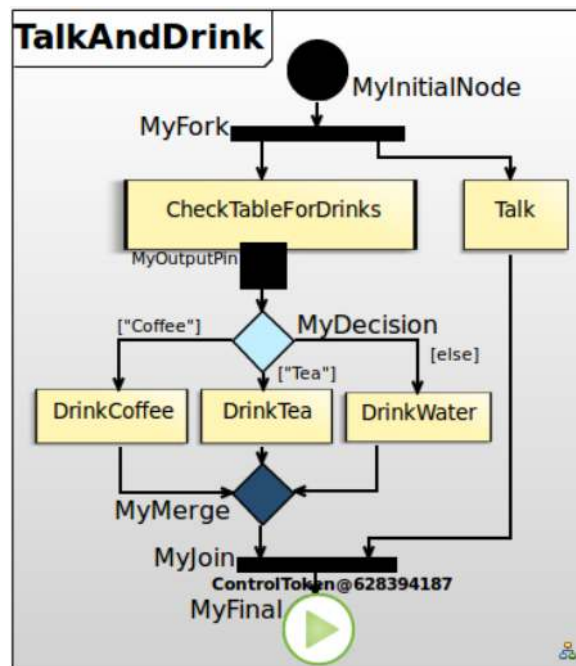 TalkAndDrink
MyInitialNode
MyFork
CheckTableForDrinks
Talk
MyOutputPin
["Coffee"]
MyDecision
["Tea"]
[else]
DrinkCoffee
DrinkTea
DrinkWater
MyMerge
MyJoin
ControlToken@628394187
MyFinal